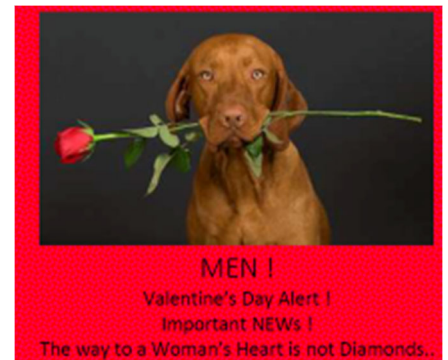 MEN !
Valentine's Day Alert !
Important NEWs !
The way to a Woman's Heart is not Diamonds..